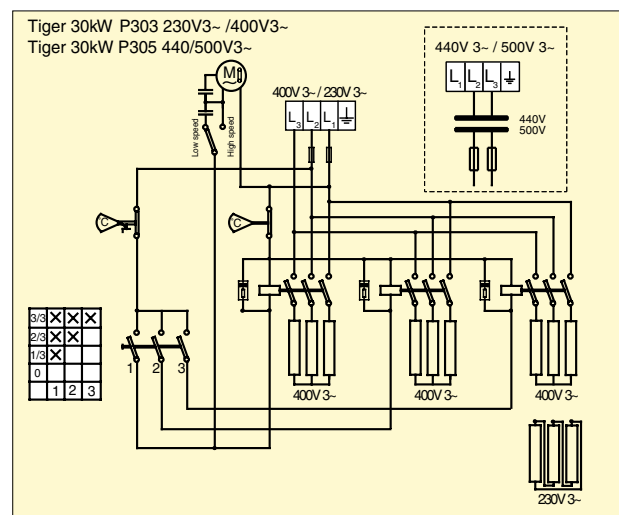 Tiger 30kW P303 230V3~ /400V3~
Tiger 30kW P305 440/500V3~
440V 3~ / 500V 3~
L1 L2 L3
440V
500V
M
400V 3~ / 230V 3~
L3 L2 L1
Low speed
High speed
°C
°C
3/3 X X X
2/3 X X
1/3 X
0
1 2 3
1 2 3
400V 3~
400V 3~
400V 3~
230V 3~